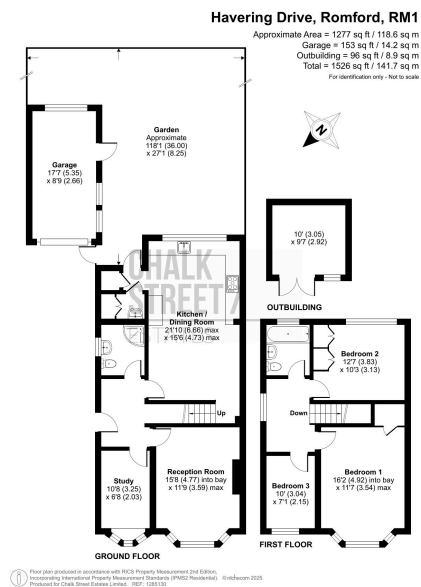 Havering Drive, Romford, RM1
Approximate Area = 1277 sq ft / 118.6 sq m
Garage = 153 sq ft / 14.2 sq m
Outbuilding = 96 sq ft / 8.9 sq m
Total = 1526 sq ft / 141.7 sq m
For identification only - Not to scale
N
Garden
Approximate
118'1 (36.00)
x 27'1 (8.25)
Garage
17'7 (5.35)
x 8'9 (2.66)
10' (3.05)
x 9'7 (2.92)
OUTBUILDING
CHALK
STREET
Kitchen /
Dining Room
21'10 (6.66) max
x 15'6 (4.73) max
Bedroom 2
12'7 (3.83)
x 10'3 (3.13)
Up
Down
Study
10'8 (3.25)
x 6'8 (2.03)
Reception Room
15'8 (4.77) into bay
x 11'9 (3.59) max
Bedroom 3
10' (3.04)
x 7'1 (2.15)
Bedroom 1
16'2 (4.92) into bay
x 11'7 (3.54) max
GROUND FLOOR
FIRST FLOOR
Floor plan produced in accordance with RICS Property Measurement 2nd Edition,
Incorporating International Property Measurement Standards (IPMS2 Residential). ©nichecom 2025.
Produced for Chalk Street Estates Limited. REF: 1285130